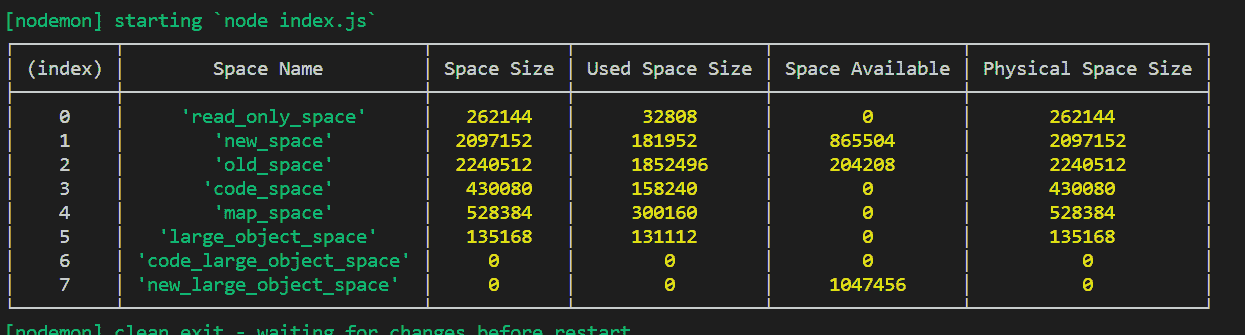 [nodemon] starting `node index.js`
(index) Space Name Space Size Used Space Size Space Available Physical Space Size
0 'read_only_space' 262144 32808 0 262144
1 'new_space' 2097152 181952 865504 2097152
2 'old_space' 2240512 1852496 204208 2240512
3 'code_space' 430080 158240 0 430080
4 'map_space' 528384 300160 0 528384
5 'large_object_space' 135168 131112 0 135168
6 'code_large_object_space' 0 0 0 0
7 'new_large_object_space' 0 0 1047456 0
[nodemon] clean exit - waiting for changes before restart